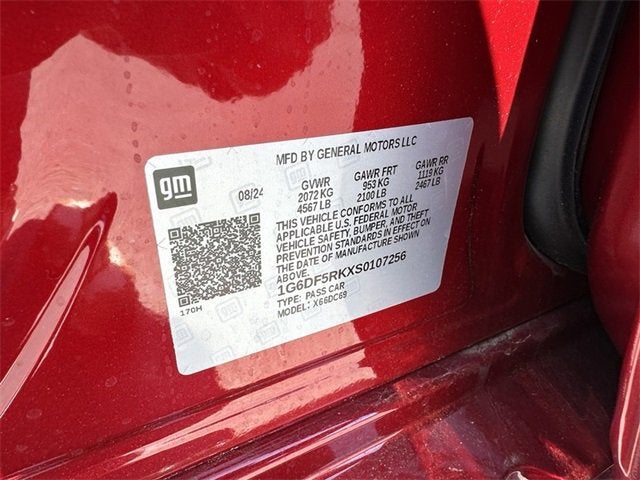 gm
08/24
MFD BY GENERAL MOTORS LLC
GVWR GAWR FRT GAWR RR
2072 KG 953 KG 1119 KG
4567 LB 2100 LB 2467 LB
THIS VEHICLE CONFORMS TO ALL
APPLICABLE U.S. FEDERAL MOTOR
VEHICLE SAFETY, BUMPER, AND THEFT
PREVENTION STANDARDS IN EFFECT ON
THE DATE OF MANUFACTURE SHOWN
ABOVE.
1G6DF5RKXS0107256
TYPE: PASS CAR
MODEL: X66DC69
170H